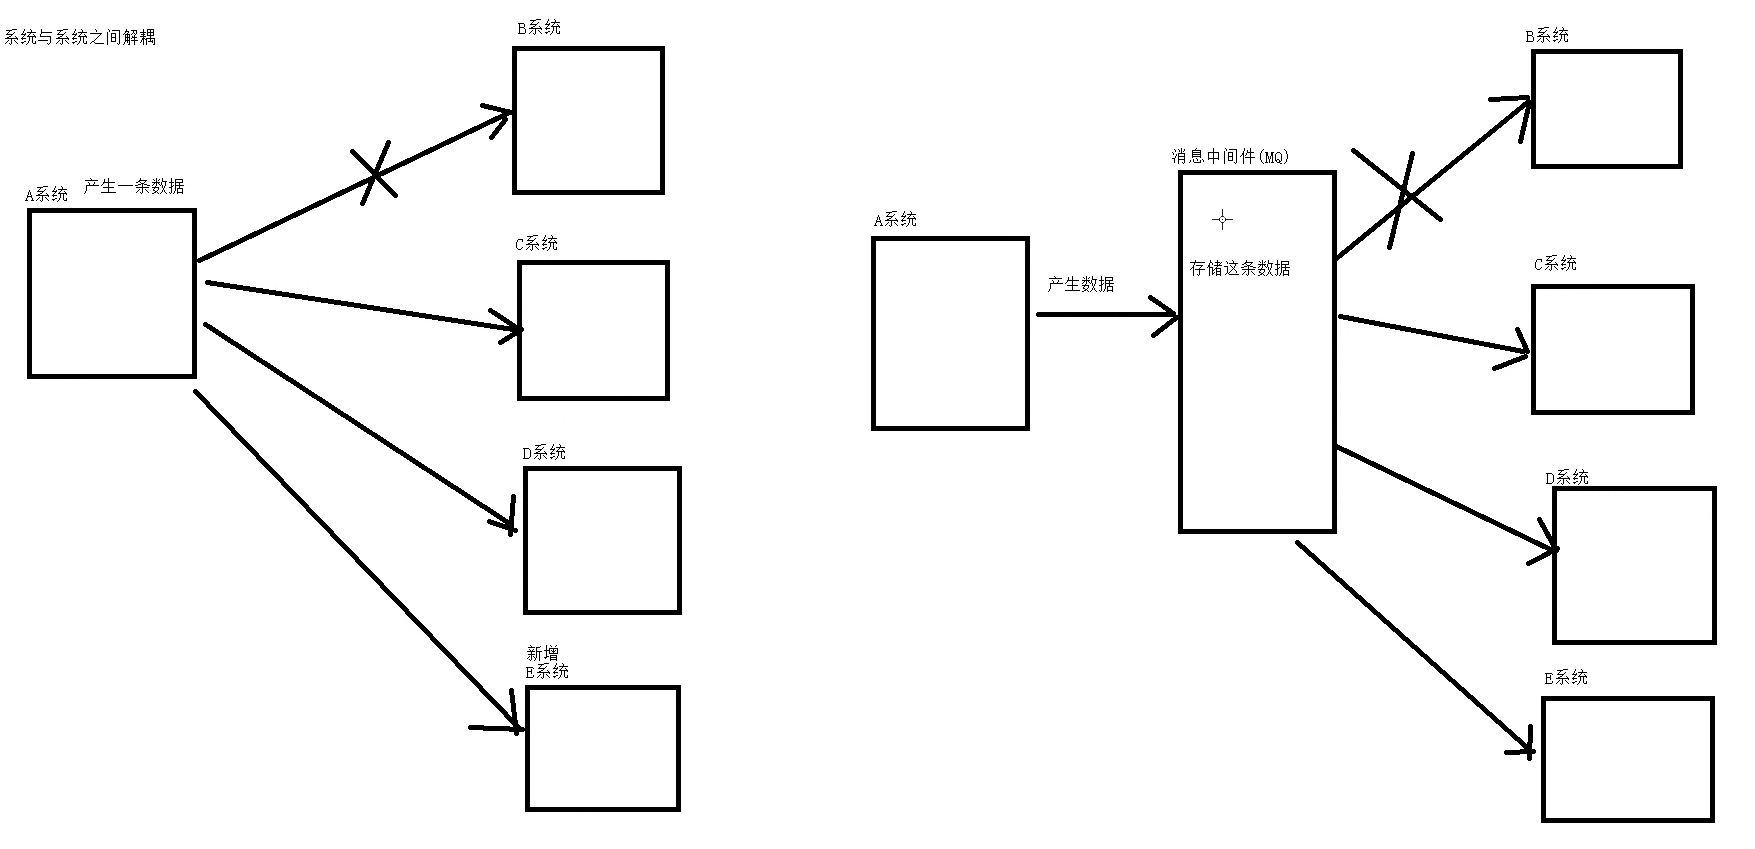 系统与系统之间解耦
B系统
A系统
产生一条数据
C系统
D系统
新增
E系统
A系统
产生数据
消息中间件(MQ)
存储这条数据
B系统
C系统
D系统
E系统